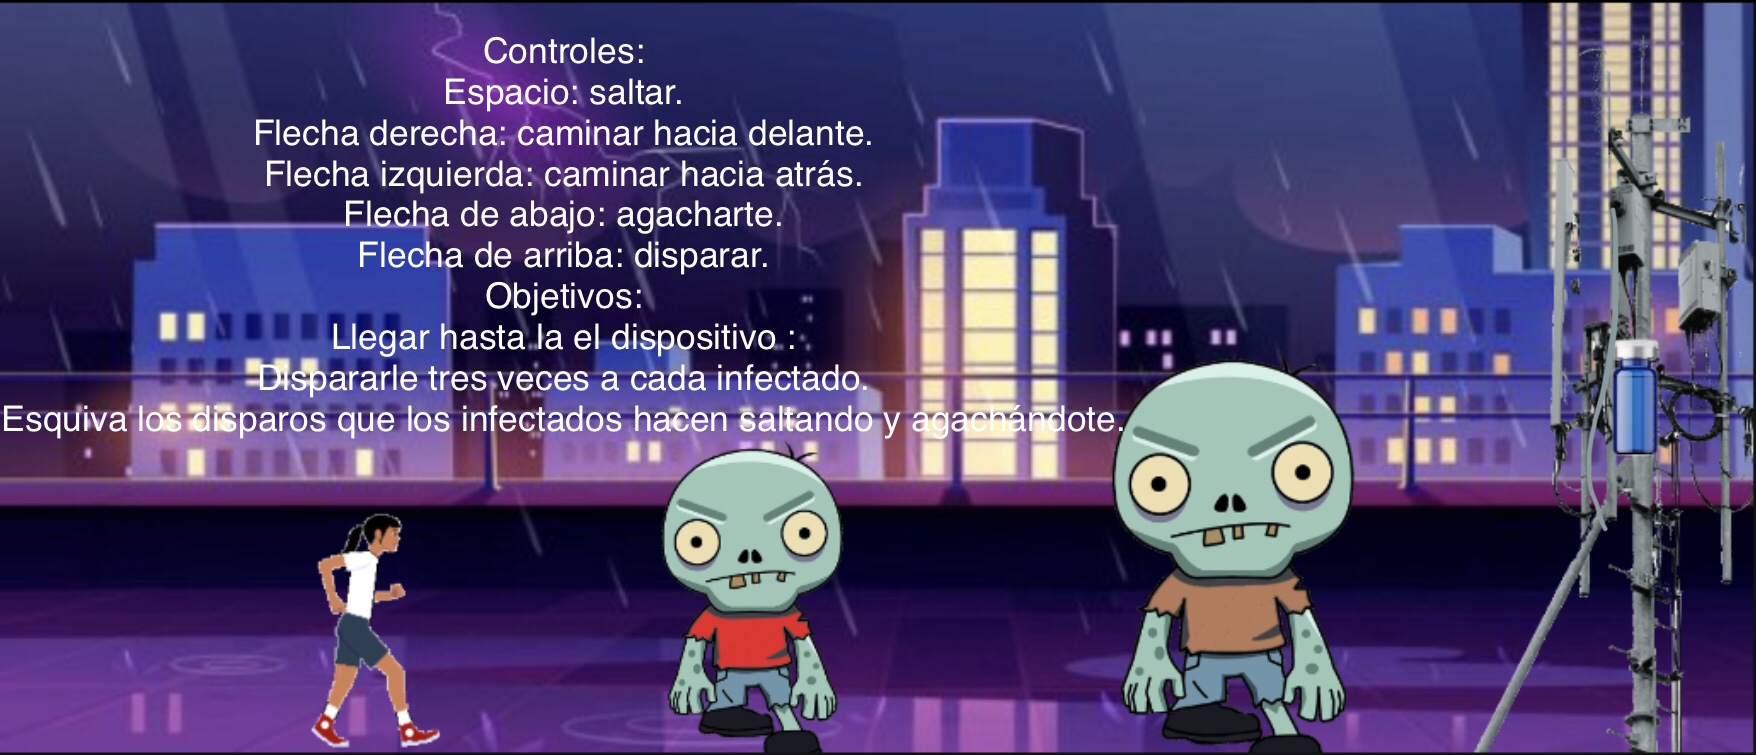 Controles:
Espacio: saltar.
Flecha derecha: caminar hacia delante.
Flecha izquierda: caminar hacia atrás.
Flecha de abajo: agacharte.
Flecha de arriba: disparar.
Objetivos:
Llegar hasta la el dispositivo :
Dispararle tres veces a cada infectado.
Esquiva los disparos que los infectados hacen saltando y agachándote.